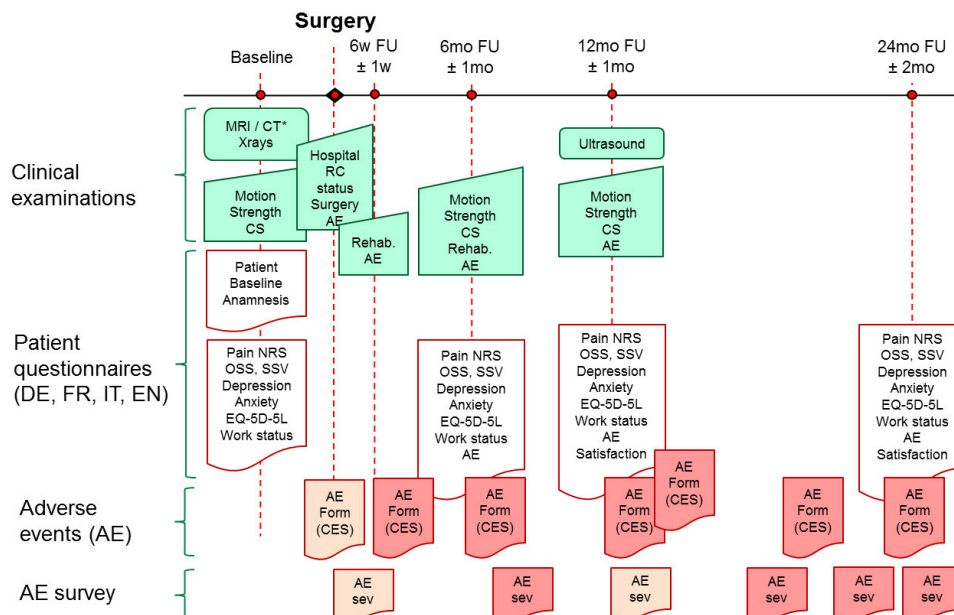 Surgery
Baseline
6w FU
± 1w
6mo FU
± 1mo
12mo FU
± 1mo
24mo FU
± 2mo
Clinical
examinations
MRI / CT*
Xrays
Motion
Strength
CS
Hospital
RC
status
Surgery
AE
Rehab.
AE
Motion
Strength
CS
Rehab.
AE
Ultrasound
Motion
Strength
CS
AE
Patient
questionnaires
(DE, FR, IT, EN)
Patient
Baseline
Anamnesis
Pain NRS
OSS, SSV
Depression
Anxiety
EQ-5D-5L
Work status
Pain NRS
OSS, SSV
Depression
Anxiety
EQ-5D-5L
Work status
AE
Pain NRS
OSS, SSV
Depression
Anxiety
EQ-5D-5L
Work status
AE
Satisfaction
Pain NRS
OSS, SSV
Depression
Anxiety
EQ-5D-5L
Work status
AE
Satisfaction
Adverse
events (AE)
AE
Form
(CES)
AE
Form
(CES)
AE
Form
(CES)
AE
Form
(CES)
AE
Form
(CES)
AE
Form
(CES)
AE
Form
(CES)
AE survey
AE
sev
AE
sev
AE
sev
AE
sev
AE
sev
AE
sev